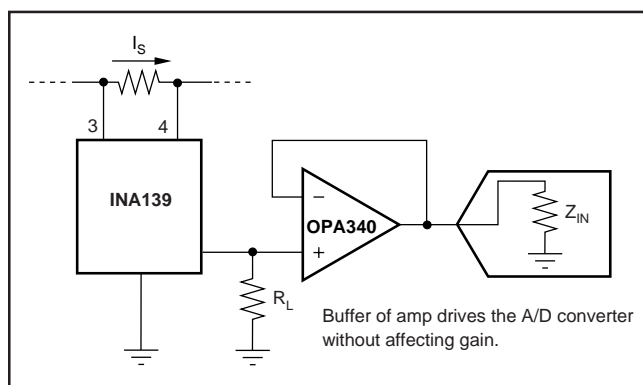 I_S
3 4
INA139
−
OPA340
+
R_L
Z_IN
Buffer of amp drives the A/D converter
without affecting gain.